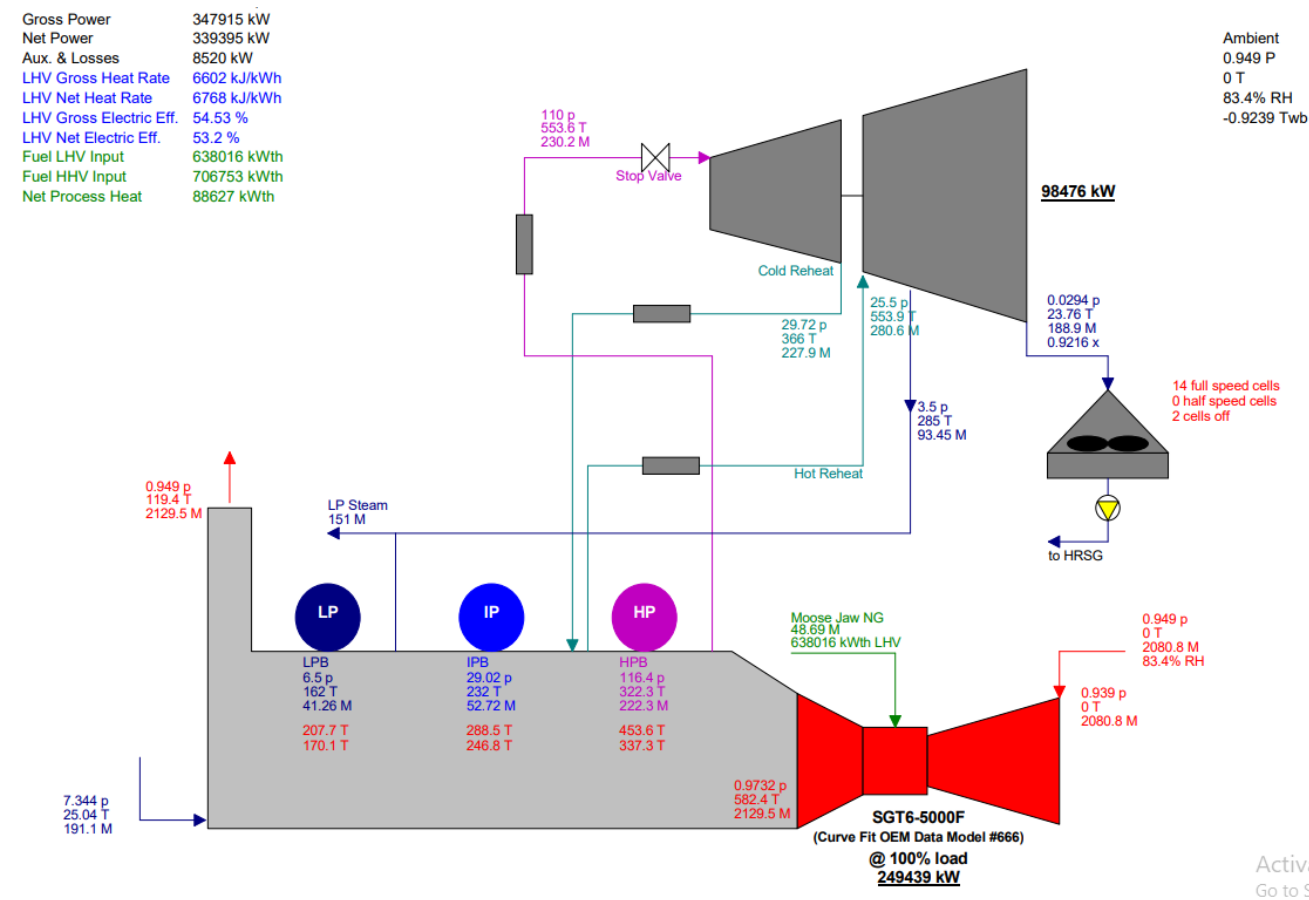 Gross Power 347915 kW
Net Power 339395 kW
Aux. & Losses 8520 kW
LHV Gross Heat Rate 6602 kJ/kWh
LHV Net Heat Rate 6768 kJ/kWh
LHV Gross Electric Eff. 54.53 %
LHV Net Electric Eff. 53.2 %
Fuel LHV Input 638016 kWth
Fuel HHV Input 706753 kWth
Net Process Heat 88627 kWth
Ambient
0.949 P
0 T
83.4% RH
-0.9239 Twb
110 p
553.6 T
230.2 M
Stop Valve
98476 kW
Cold Reheat
29.72 p
366 T
227.9 M
25.5 p
553.9 T
280.6 M
0.0294 p
23.76 T
188.9 M
0.9216 x
14 full speed cells
0 half speed cells
2 cells off
3.5 p
285 T
93.45 M
Hot Reheat
0.949 p
119.4 T
2129.5 M
LP Steam
151 M
to HRSG
LP
IP
HP
LPB
6.5 p
162 T
41.26 M
207.7 T
170.1 T
IPB
29.02 p
232 T
52.72 M
288.5 T
246.8 T
HPB
116.4 p
322.3 T
222.3 M
453.6 T
337.3 T
Moose Jaw NG
48.69 M
638016 kWth LHV
0.949 p
0 T
2080.8 M
83.4% RH
0.939 p
0 T
2080.8 M
7.344 p
25.04 T
191.1 M
0.9732 p
582.4 T
2129.5 M
SGT6-5000F
(Curve Fit OEM Data Model #666)
@ 100% load
249439 kW
Activa
Go to S